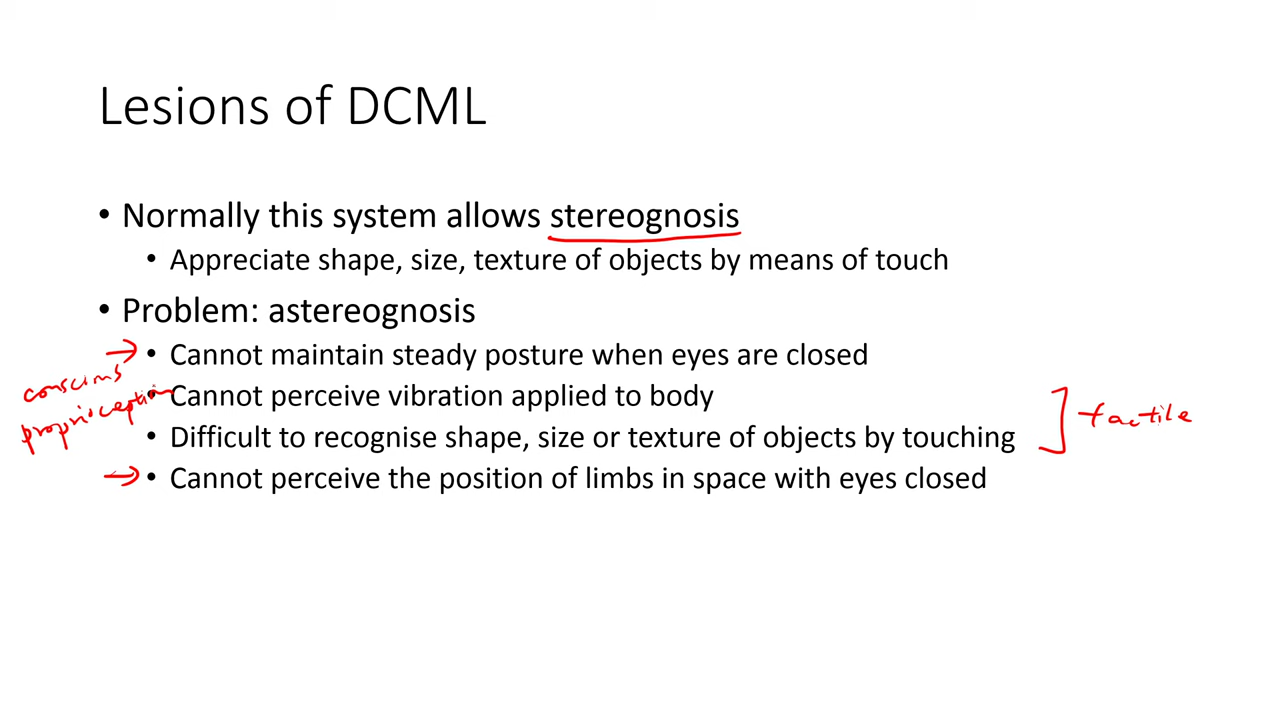 Lesions of DCML
• Normally this system allows stereognosis
• Appreciate shape, size, texture of objects by means of touch
• Problem: astereognosis
→ • Cannot maintain steady posture when eyes are closed
conscious
proprioception
• Cannot perceive vibration applied to body
• Difficult to recognise shape, size or texture of objects by touching
] tactile
→ • Cannot perceive the position of limbs in space with eyes closed